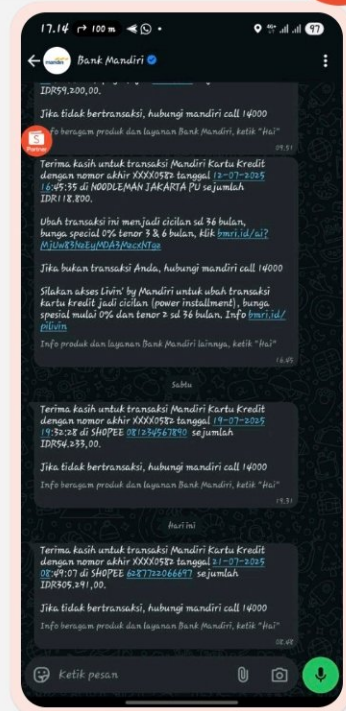 17.14
100 m
97
Bank Mandiri
IDR59.200,00.
Jika tidak bertransaksi, hubungi mandiri call 14000
fo beragam produk dan layanan Bank Mandiri, ketik "Hai"
09.51
Partner
Terima kasih untuk transaksi Mandiri Kartu Kredit
dengan nomor akhir XXXX0582 tanggal 12-07-2025
16:45:35 di NOODLEMAN JAKARTA PU sejumlah
IDR118.800.
Ubah transaksi ini menjadi cicilan sd 36 bulan,
bunga special 0% tenor 3 & 6 bulan, klik bmri.id/ai?
Jika bukan transaksi Anda, hubungi mandiri call 14000
Silakan akses Livin' by Mandiri untuk ubah transaksi
kartu kredit jadi cicilan (power installment), bunga
spesial mulai 0% dan tenor 2 sd 36 bulan. Info bmri.id/
pilivin
Info produk dan layanan Bank Mandiri lainnya, ketik "Hai"
16.45
Sabtu
Terima kasih untuk transaksi Mandiri Kartu Kredit
dengan nomor akhir XXXX0582 tanggal 19-07-2025
19:32:28 di SHOPEE 081234567890 sejumlah
IDR54.233,00.
Jika tidak bertransaksi, hubungi mandiri call 14000
Info beragam produk dan layanan Bank Mandiri, ketik "Hai"
19.31
Hari ini
Terima kasih untuk transaksi Mandiri Kartu Kredit
dengan nomor akhir XXXX0582 tanggal 21-07-2025
08:49:07 di SHOPEE 6287722066697 sejumlah
IDR305.291,00.
Jika tidak bertransaksi, hubungi mandiri call 14000
Info beragam produk dan layanan Bank Mandiri, ketik "Hai"
08.48
Ketik pesan